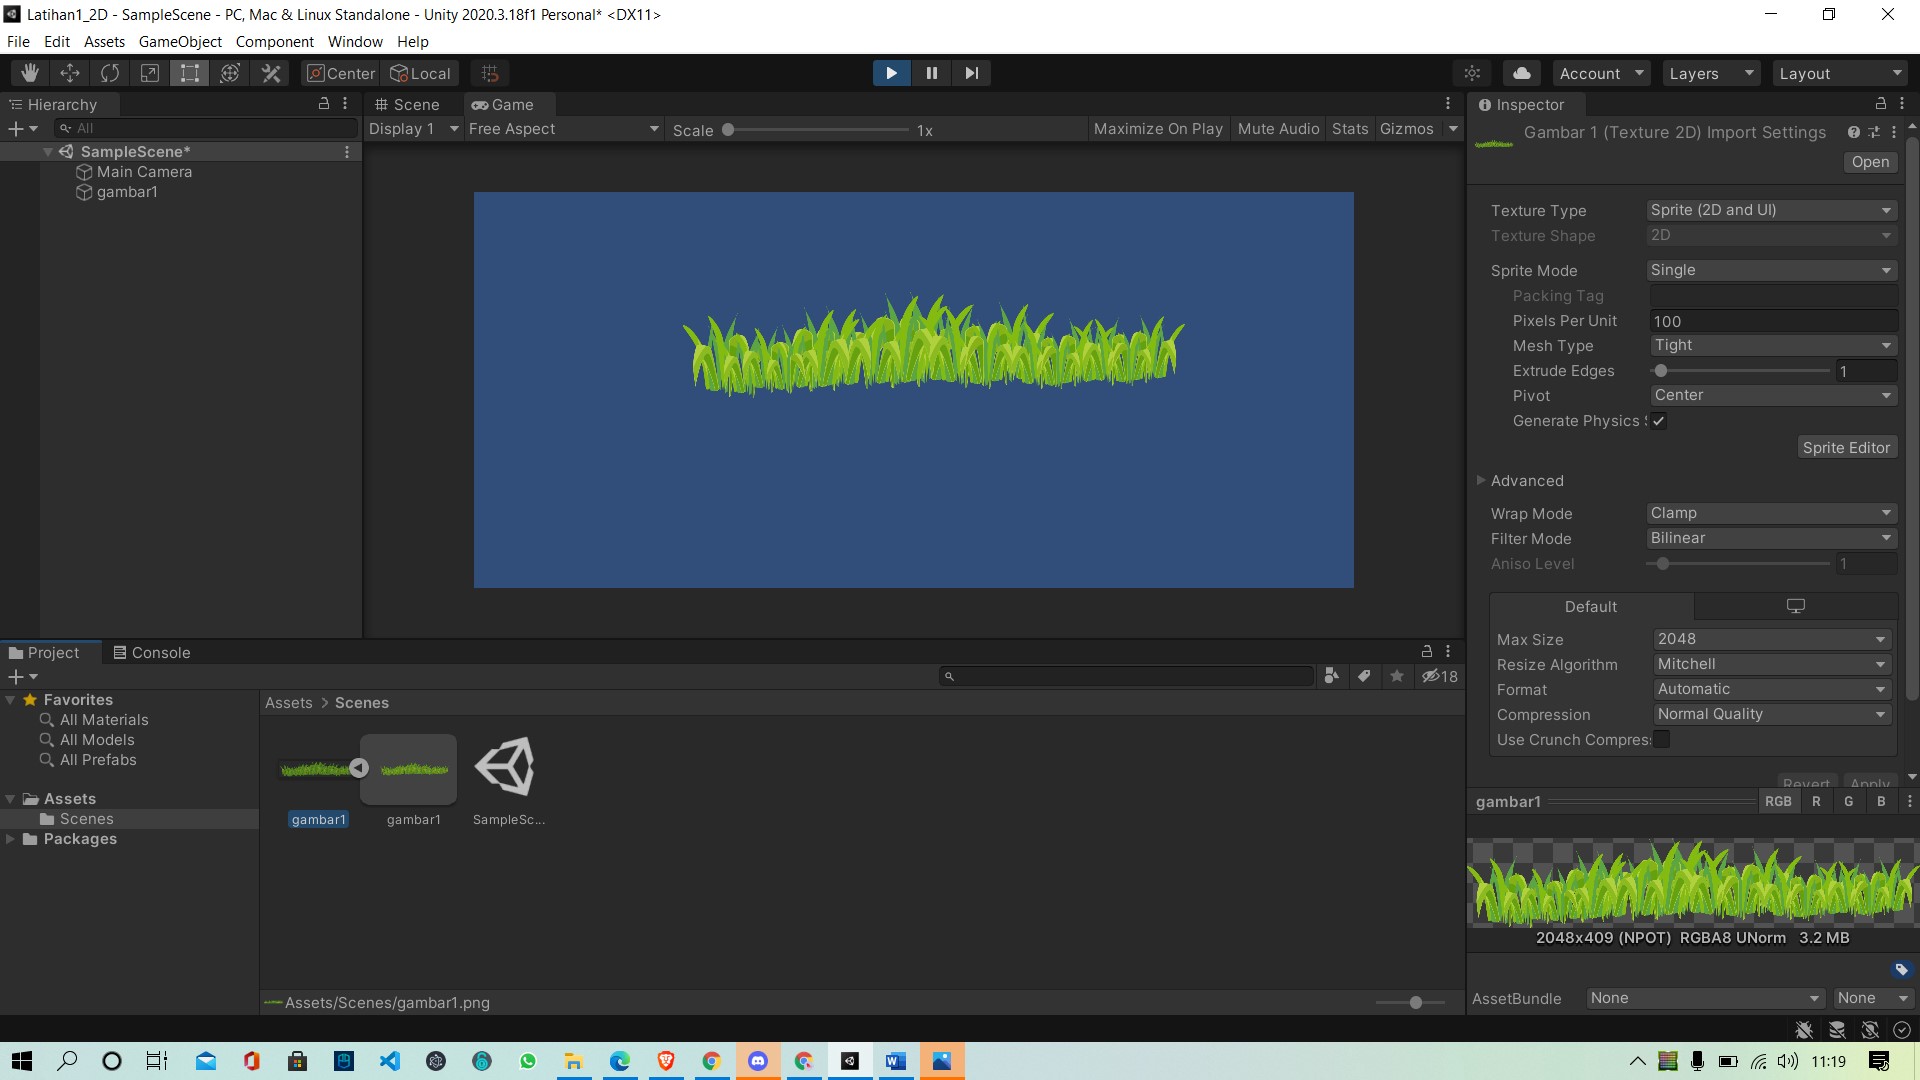 Latihan1_2D - SampleScene - PC, Mac & Linux Standalone - Unity 2020.3.18f1 Personal* <DX11>
File Edit Assets GameObject Component Window Help
Center Local Account Layers Layout
Hierarchy
All
SampleScene*
Main Camera
gambar1
Scene Game
Display 1 Free Aspect Scale 1x Maximize On Play Mute Audio Stats Gizmos
Inspector
Gambar 1 (Texture 2D) Import Settings
Open
Texture Type Sprite (2D and UI)
Texture Shape 2D
Sprite Mode Single
Packing Tag
Pixels Per Unit 100
Mesh Type Tight
Extrude Edges 1
Pivot Center
Generate Physics
Sprite Editor
Advanced
Wrap Mode Clamp
Filter Mode Bilinear
Aniso Level 1
Default
Max Size 2048
Resize Algorithm Mitchell
Format Automatic
Compression Normal Quality
Use Crunch Compres
Revert Apply
Project Console
18
Favorites
All Materials
All Models
All Prefabs
Assets
Scenes
Packages
Assets > Scenes
gambar1 gambar1 SampleSc...
Assets/Scenes/gambar1.png
gambar1 RGB R G B
2048x409 (NPOT) RGBA8 UNorm 3.2 MB
AssetBundle None None
11:19